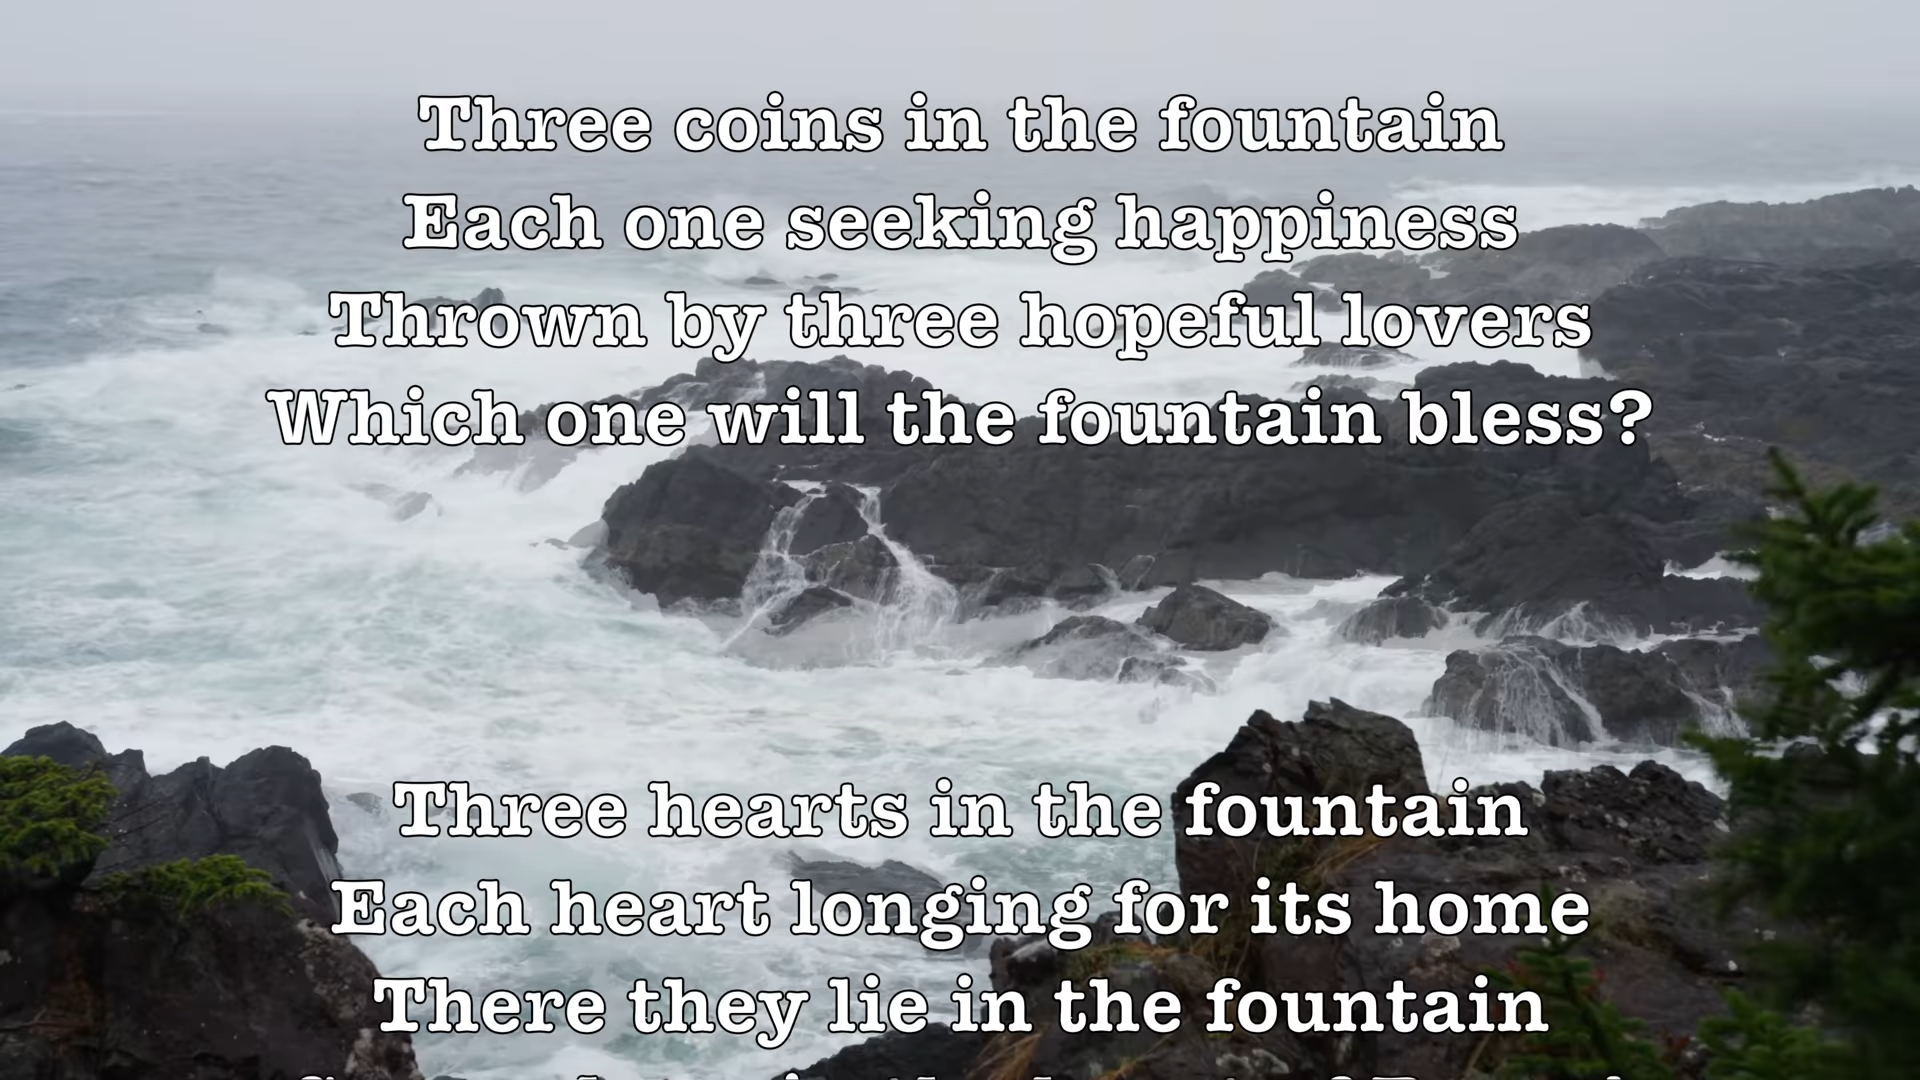 Three coins in the fountain
Each one seeking happiness
Thrown by three hopeful lovers
Which one will the fountain bless?
Three hearts in the fountain
Each heart longing for its home
There they lie in the fountain